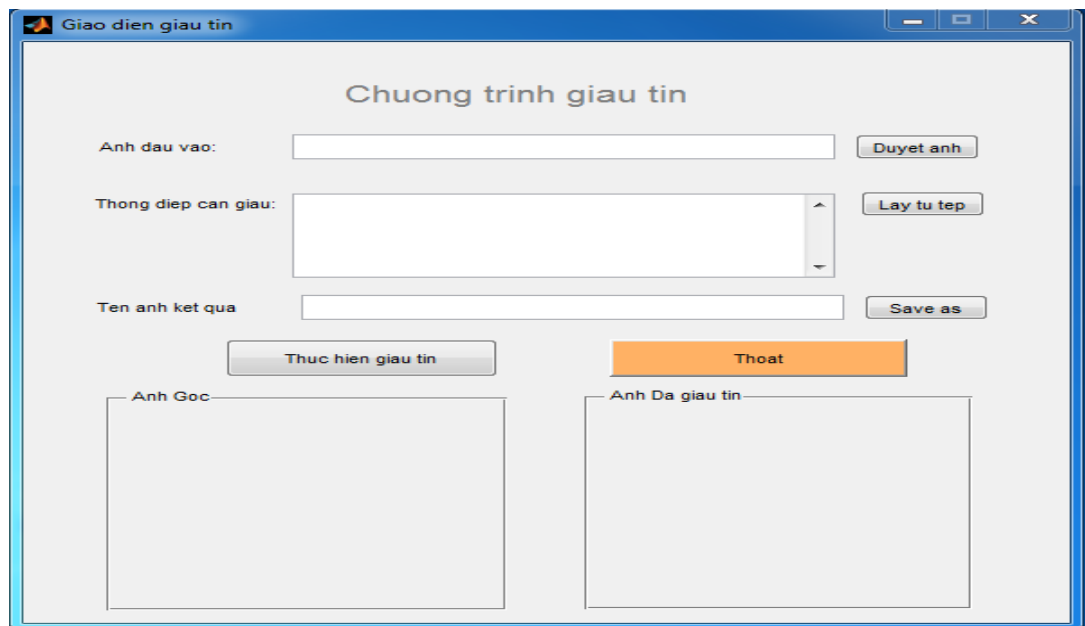 Giao dien giau tin
Chuong trinh giau tin
Anh dau vao:
Duyet anh
Thong diep can giau:
Lay tu tep
Ten anh ket qua
Save as
Thuc hien giau tin
Thoat
Anh Goc
Anh Da giau tin